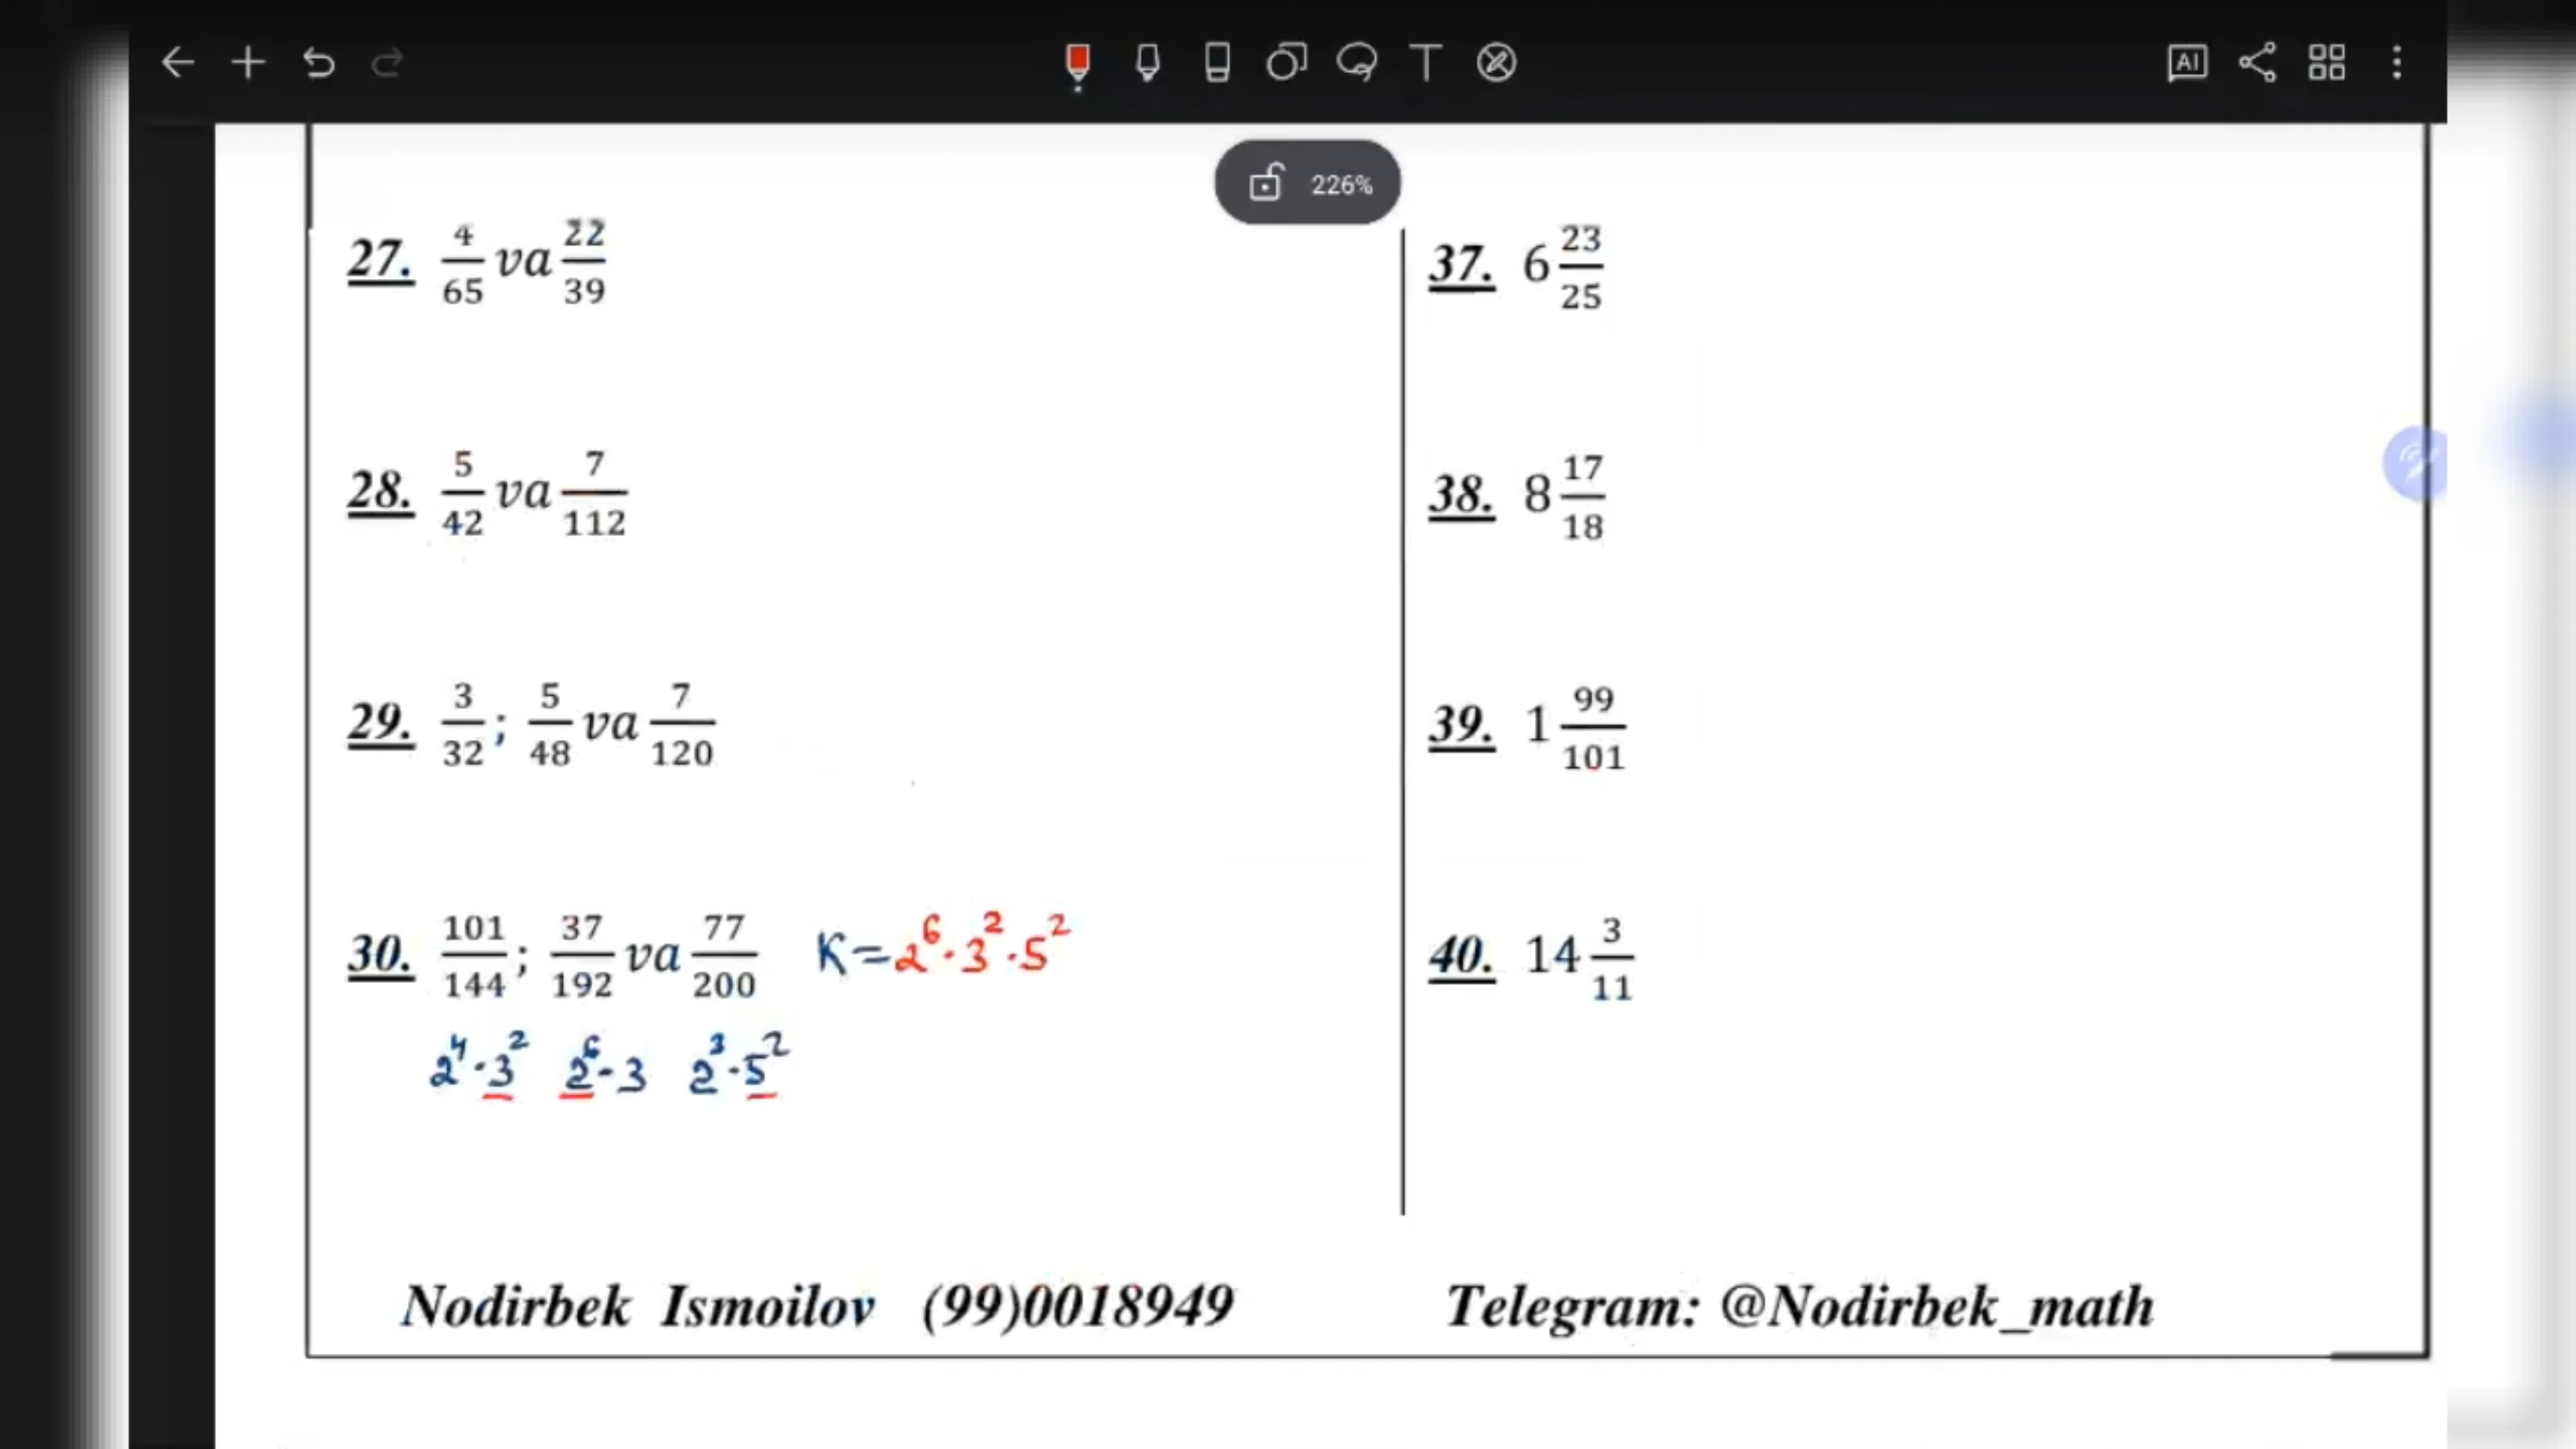 AI
226%
27. 4/65 va 22/39
28. 5/42 va 7/112
29. 3/32 ; 5/48 va 7/120
30. 101/144 ; 37/192 va 77/200 K=2⁶·3²·5²
2⁴·3² 2⁶·3 2³·5²
37. 6 23/25
38. 8 17/18
39. 1 99/101
40. 14 3/11
Nodirbek Ismoilov (99)0018949
Telegram: @Nodirbek_math